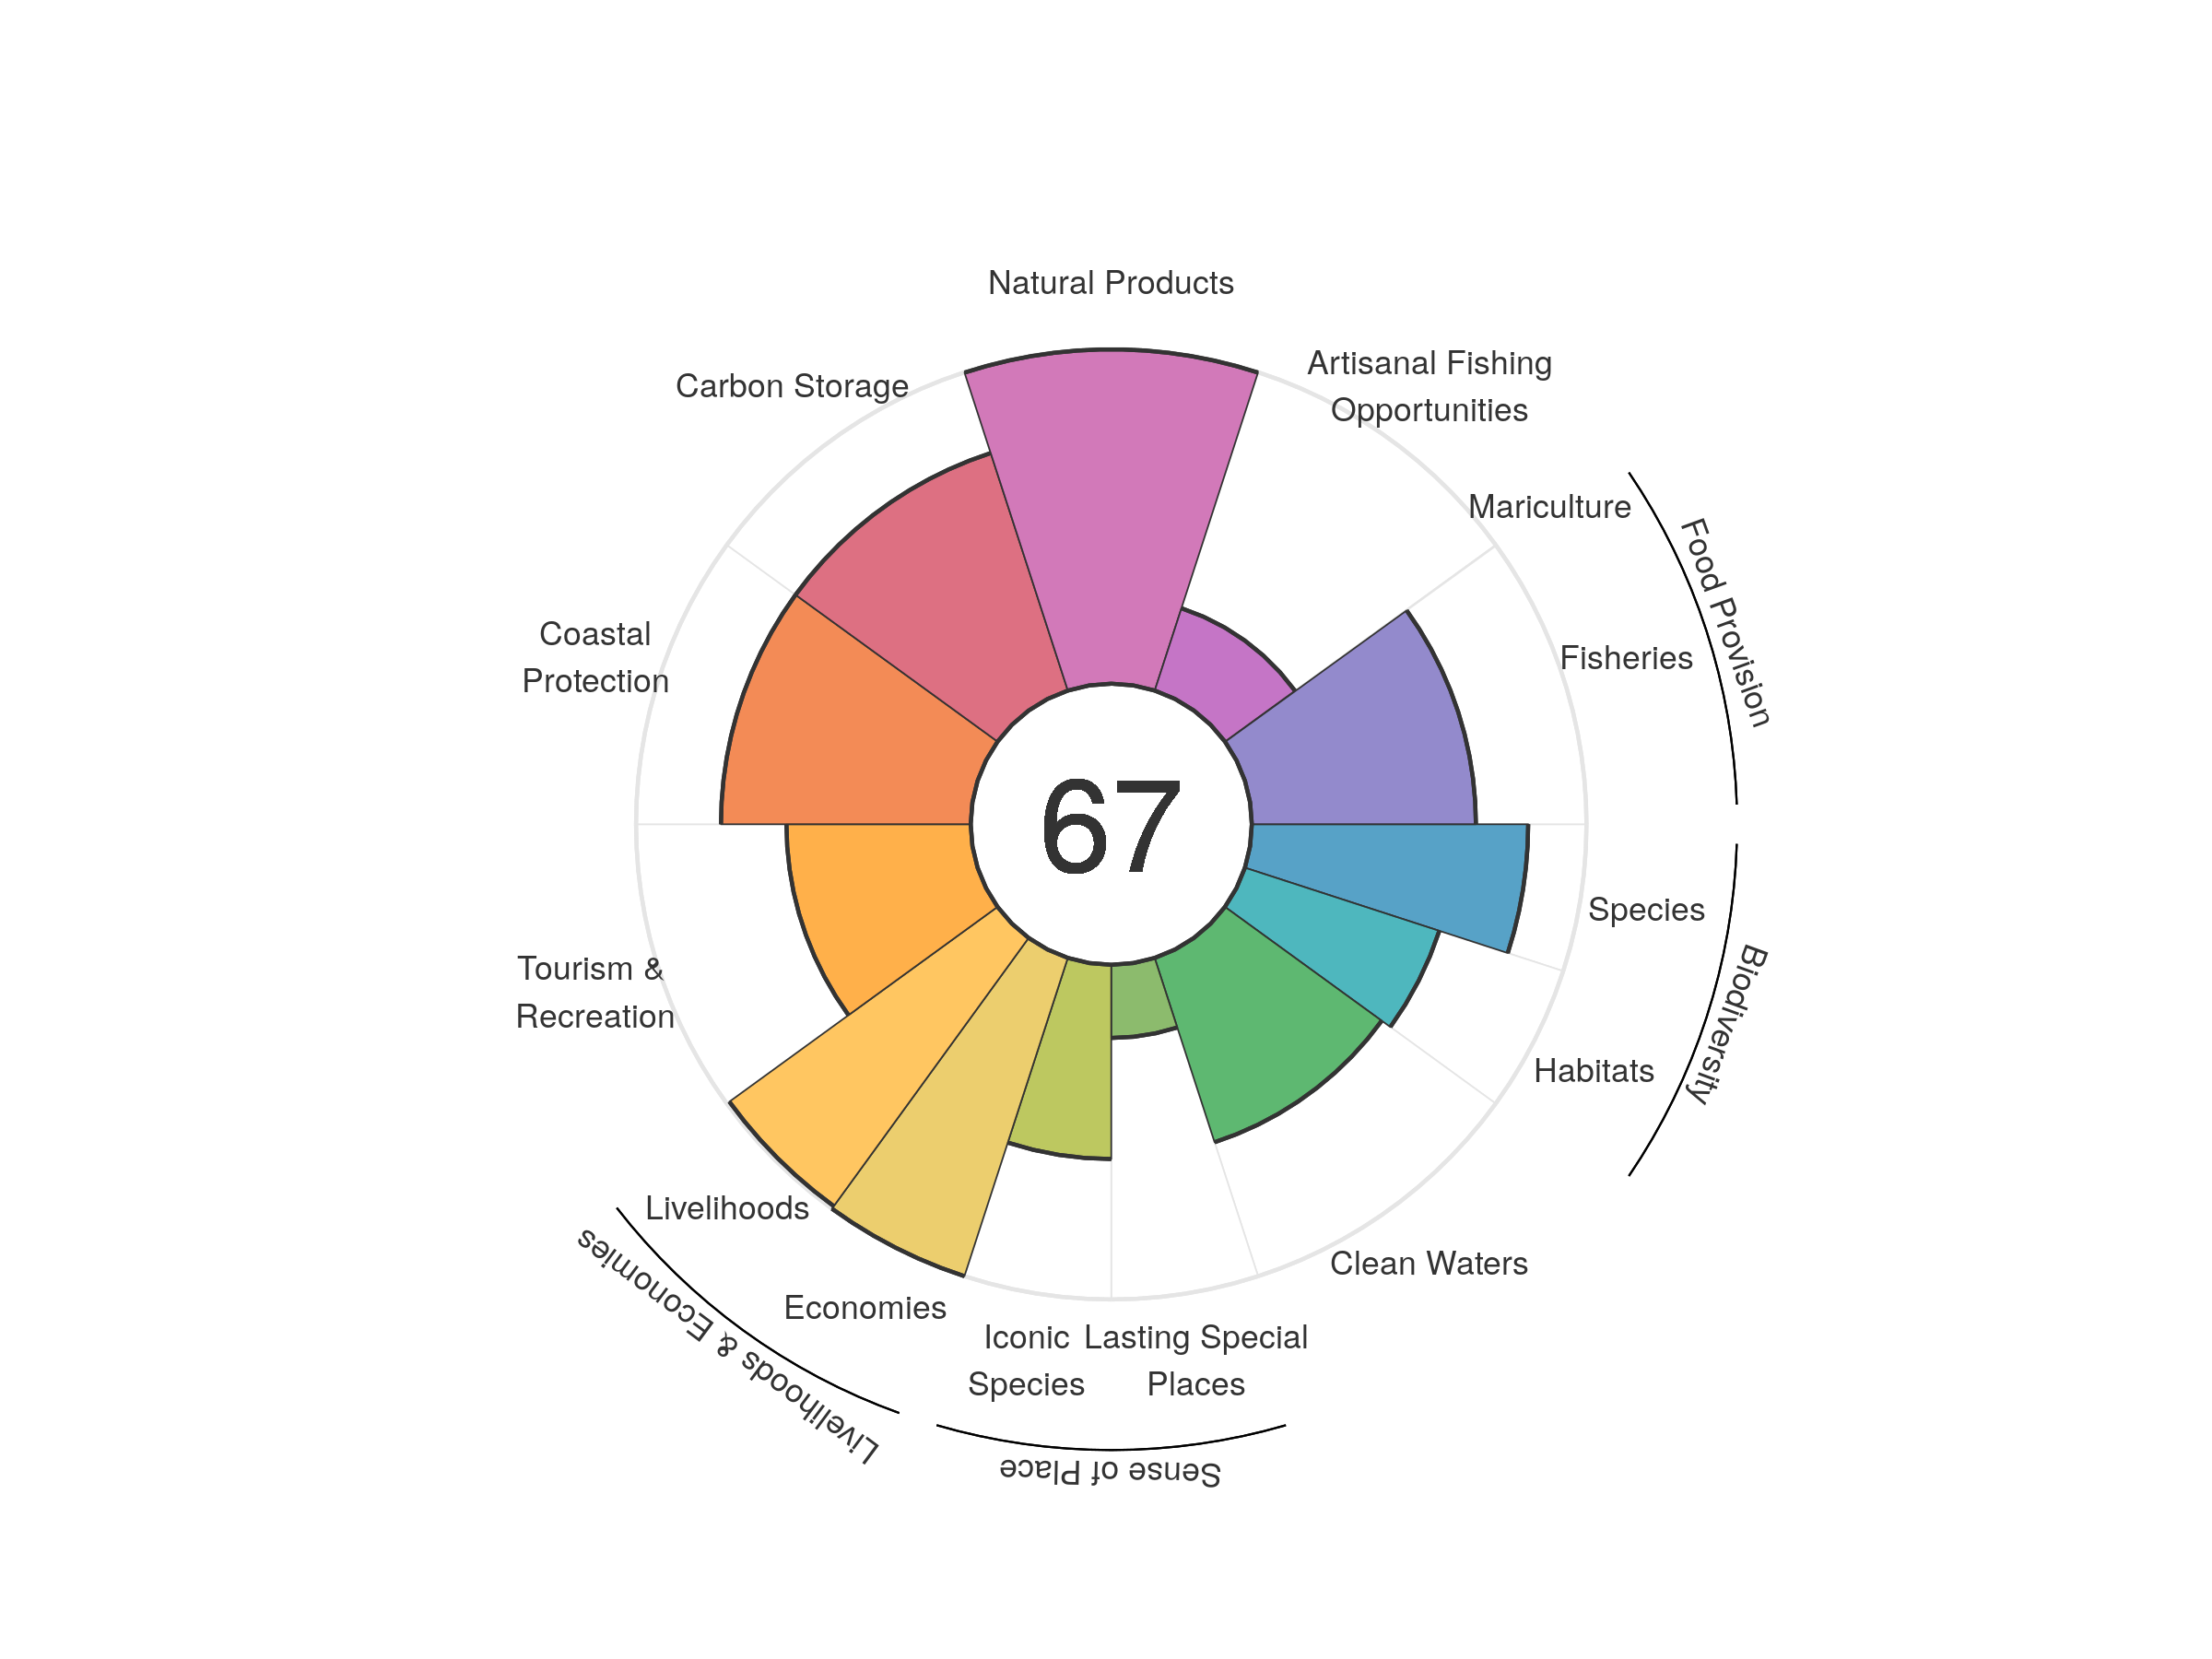 Natural Products
Carbon Storage
Artisanal Fishing
Opportunities
Mariculture
Food Provision
Fisheries
Coastal
Protection
67
Species
Biodiversity
Tourism &
Recreation
Habitats
Livelihoods
Clean Waters
Economies
Livelihoods & Economies
Iconic
Species
Lasting Special
Places
Sense of Place